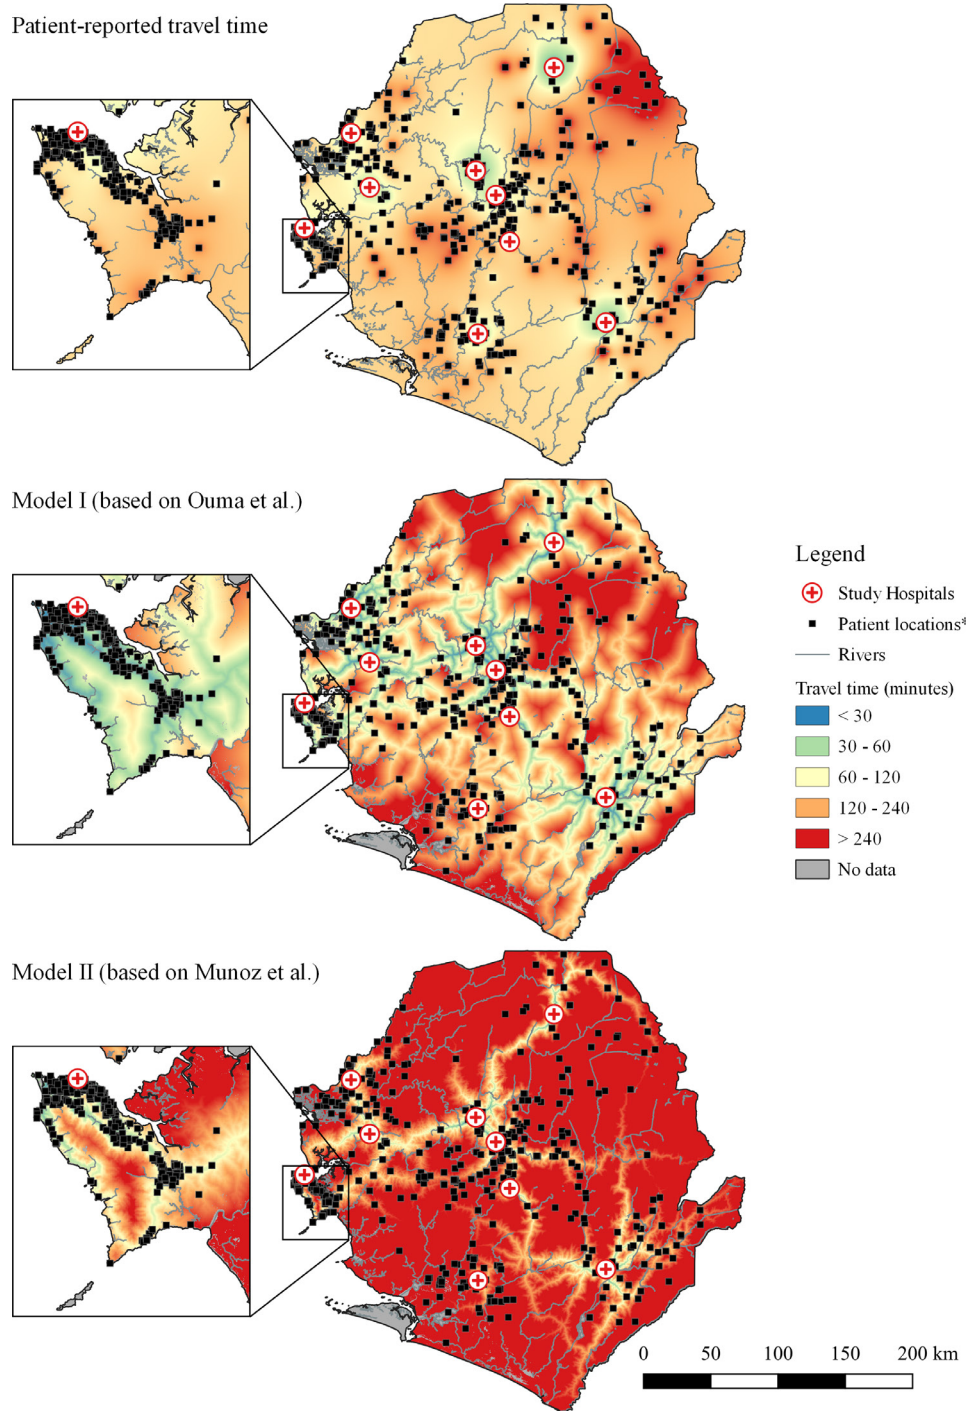 Patient-reported travel time
Model I (based on Ouma et al.)
Legend
Study Hospitals
Patient locations*
Rivers
Travel time (minutes)
< 30
30 - 60
60 - 120
120 - 240
> 240
No data
Model II (based on Munoz et al.)
0 50 100 150 200 km